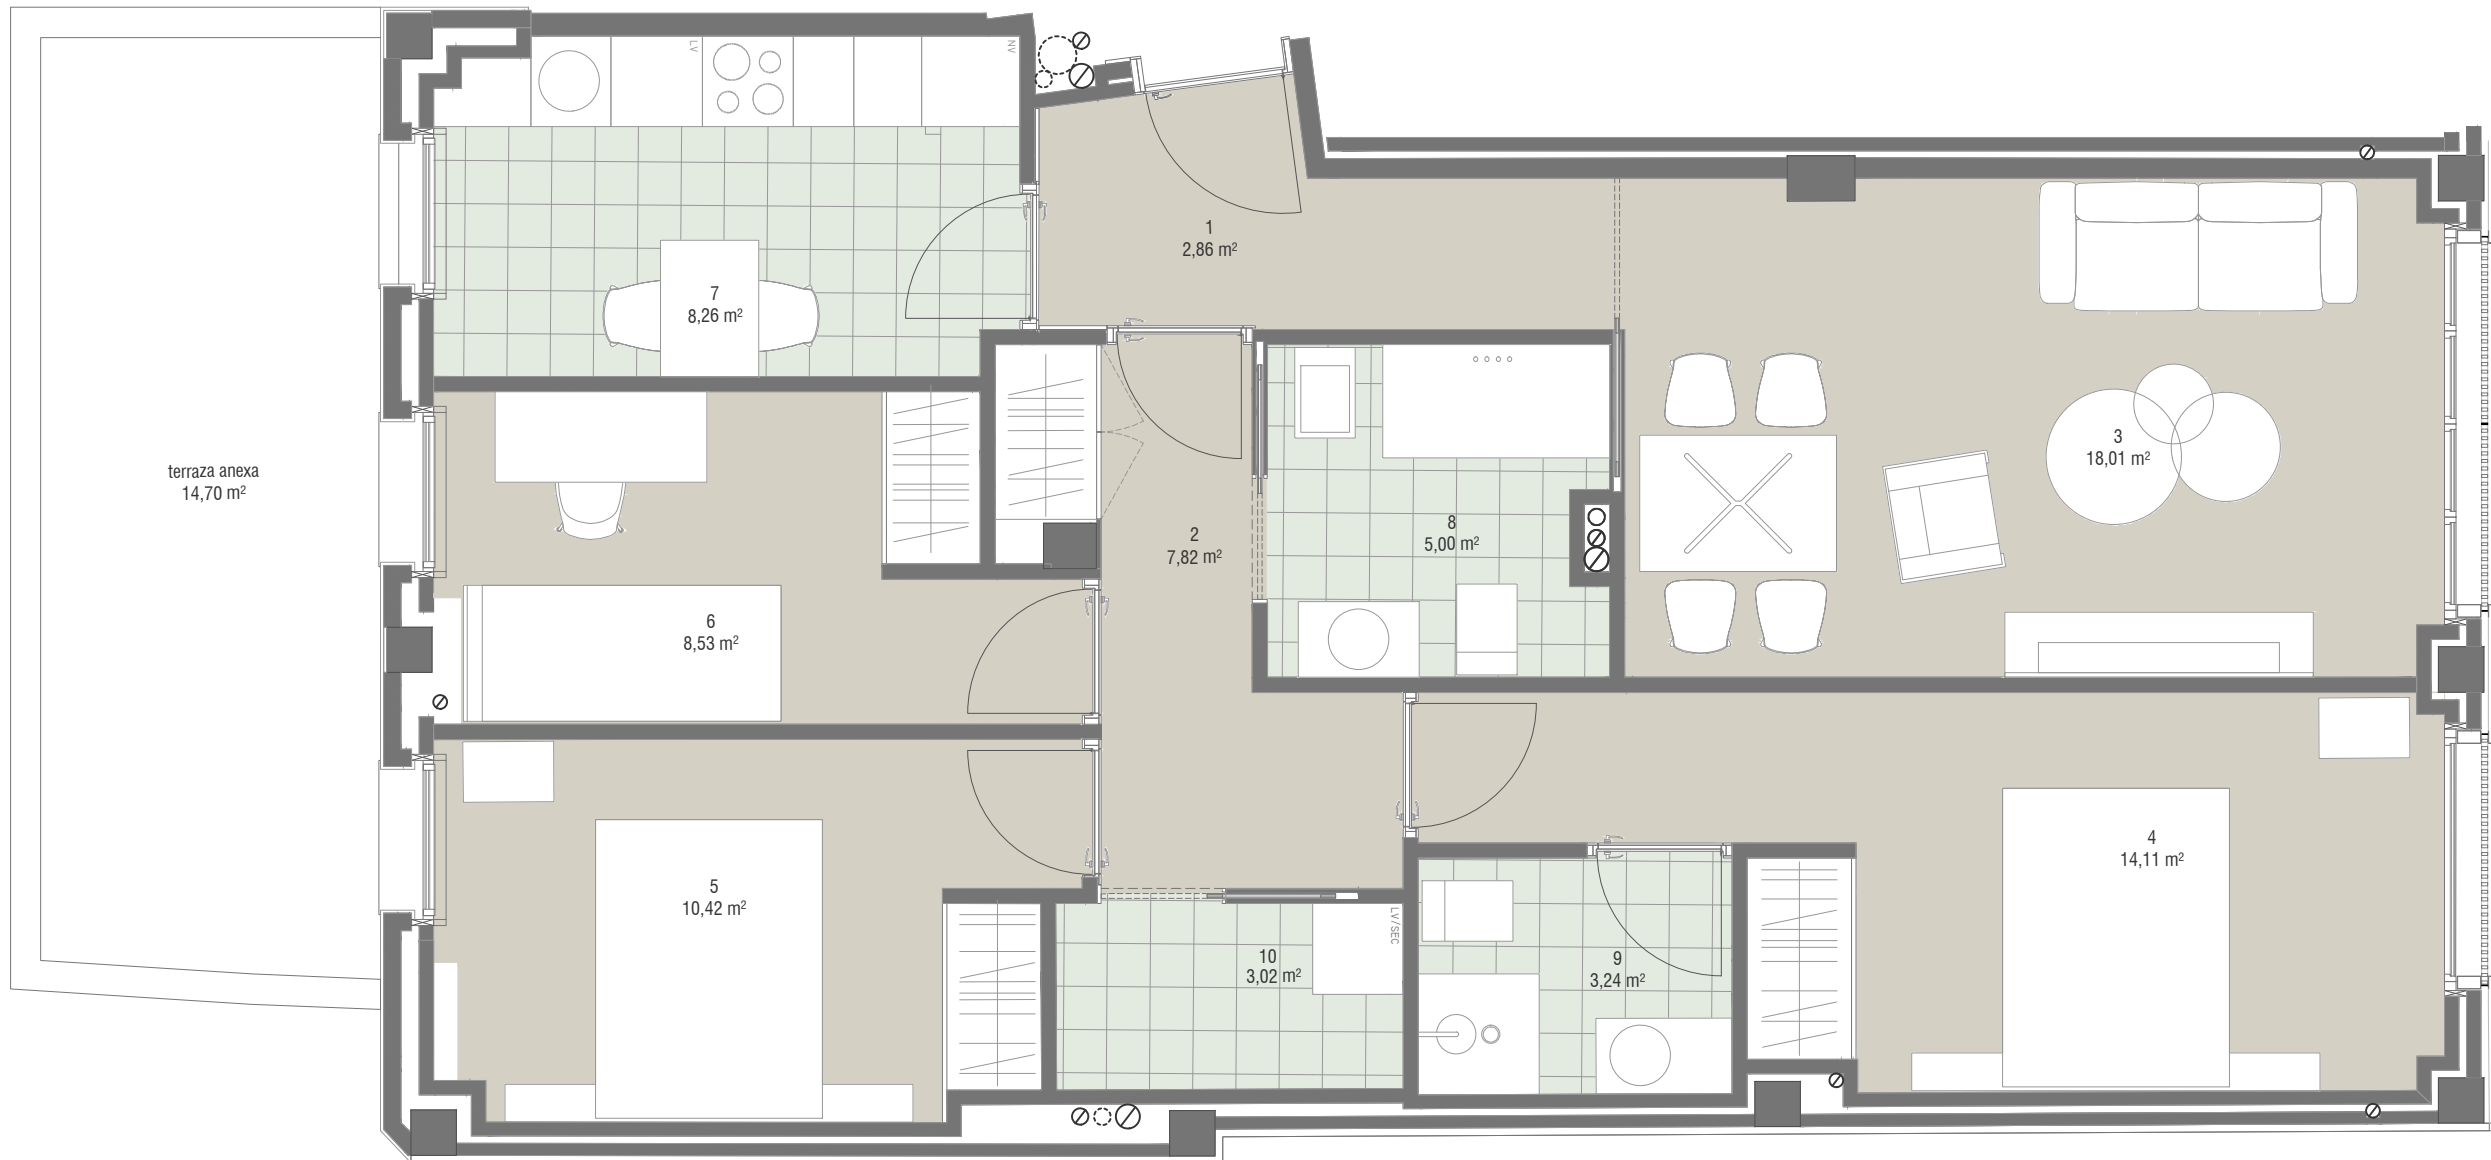 LV
NV
1
2,86 m²
7
8,26 m²
3
18,01 m²
terraza anexa
14,70 m²
2
7,82 m²
8
5,00 m²
6
8,53 m²
4
14,11 m²
5
10,42 m²
LV/SEC
10
3,02 m²
9
3,24 m²